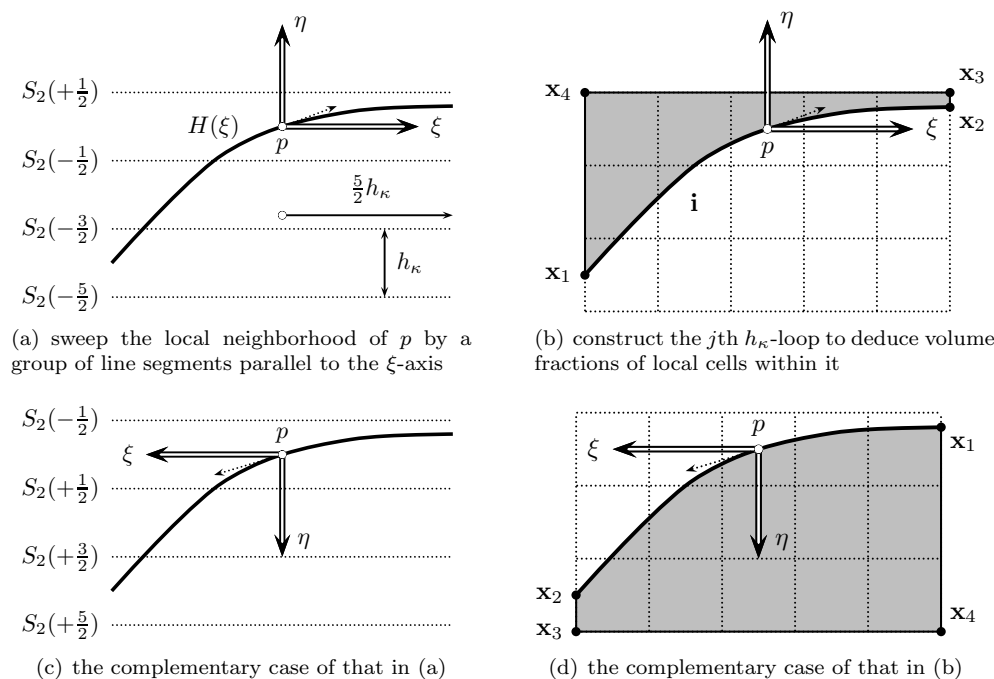 η
S₂(+1/2)
H(ξ)
ξ
p
S₂(−1/2)
5/2 hκ
S₂(−3/2)
hκ
S₂(−5/2)
(a) sweep the local neighborhood of p by a
group of line segments parallel to the ξ-axis
η
x₄
x₃
x₂
ξ
p
i
x₁
(b) construct the jth hκ-loop to deduce volume
fractions of local cells within it
S₂(−1/2)
p
ξ
S₂(+1/2)
S₂(+3/2)
η
S₂(+5/2)
(c) the complementary case of that in (a)
p
x₁
ξ
η
x₂
x₃
x₄
(d) the complementary case of that in (b)